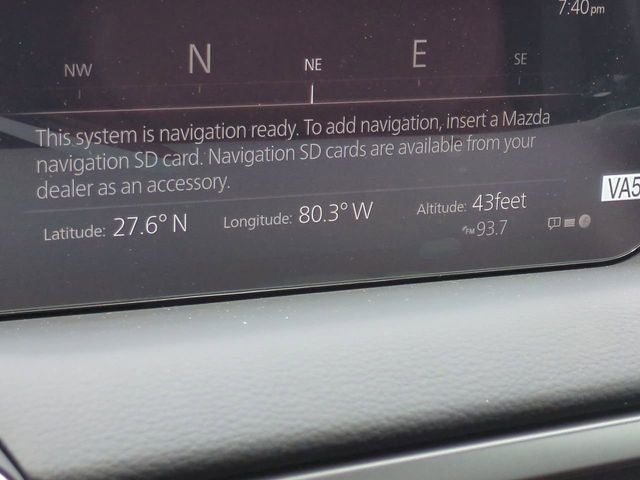 7:40pm
NW N NE E SE
This system is navigation ready. To add navigation, insert a Mazda
navigation SD card. Navigation SD cards are available from your
dealer as an accessory.
VA5
Latitude: 27.6° N Longitude: 80.3° W Altitude: 43feet
FM 93.7